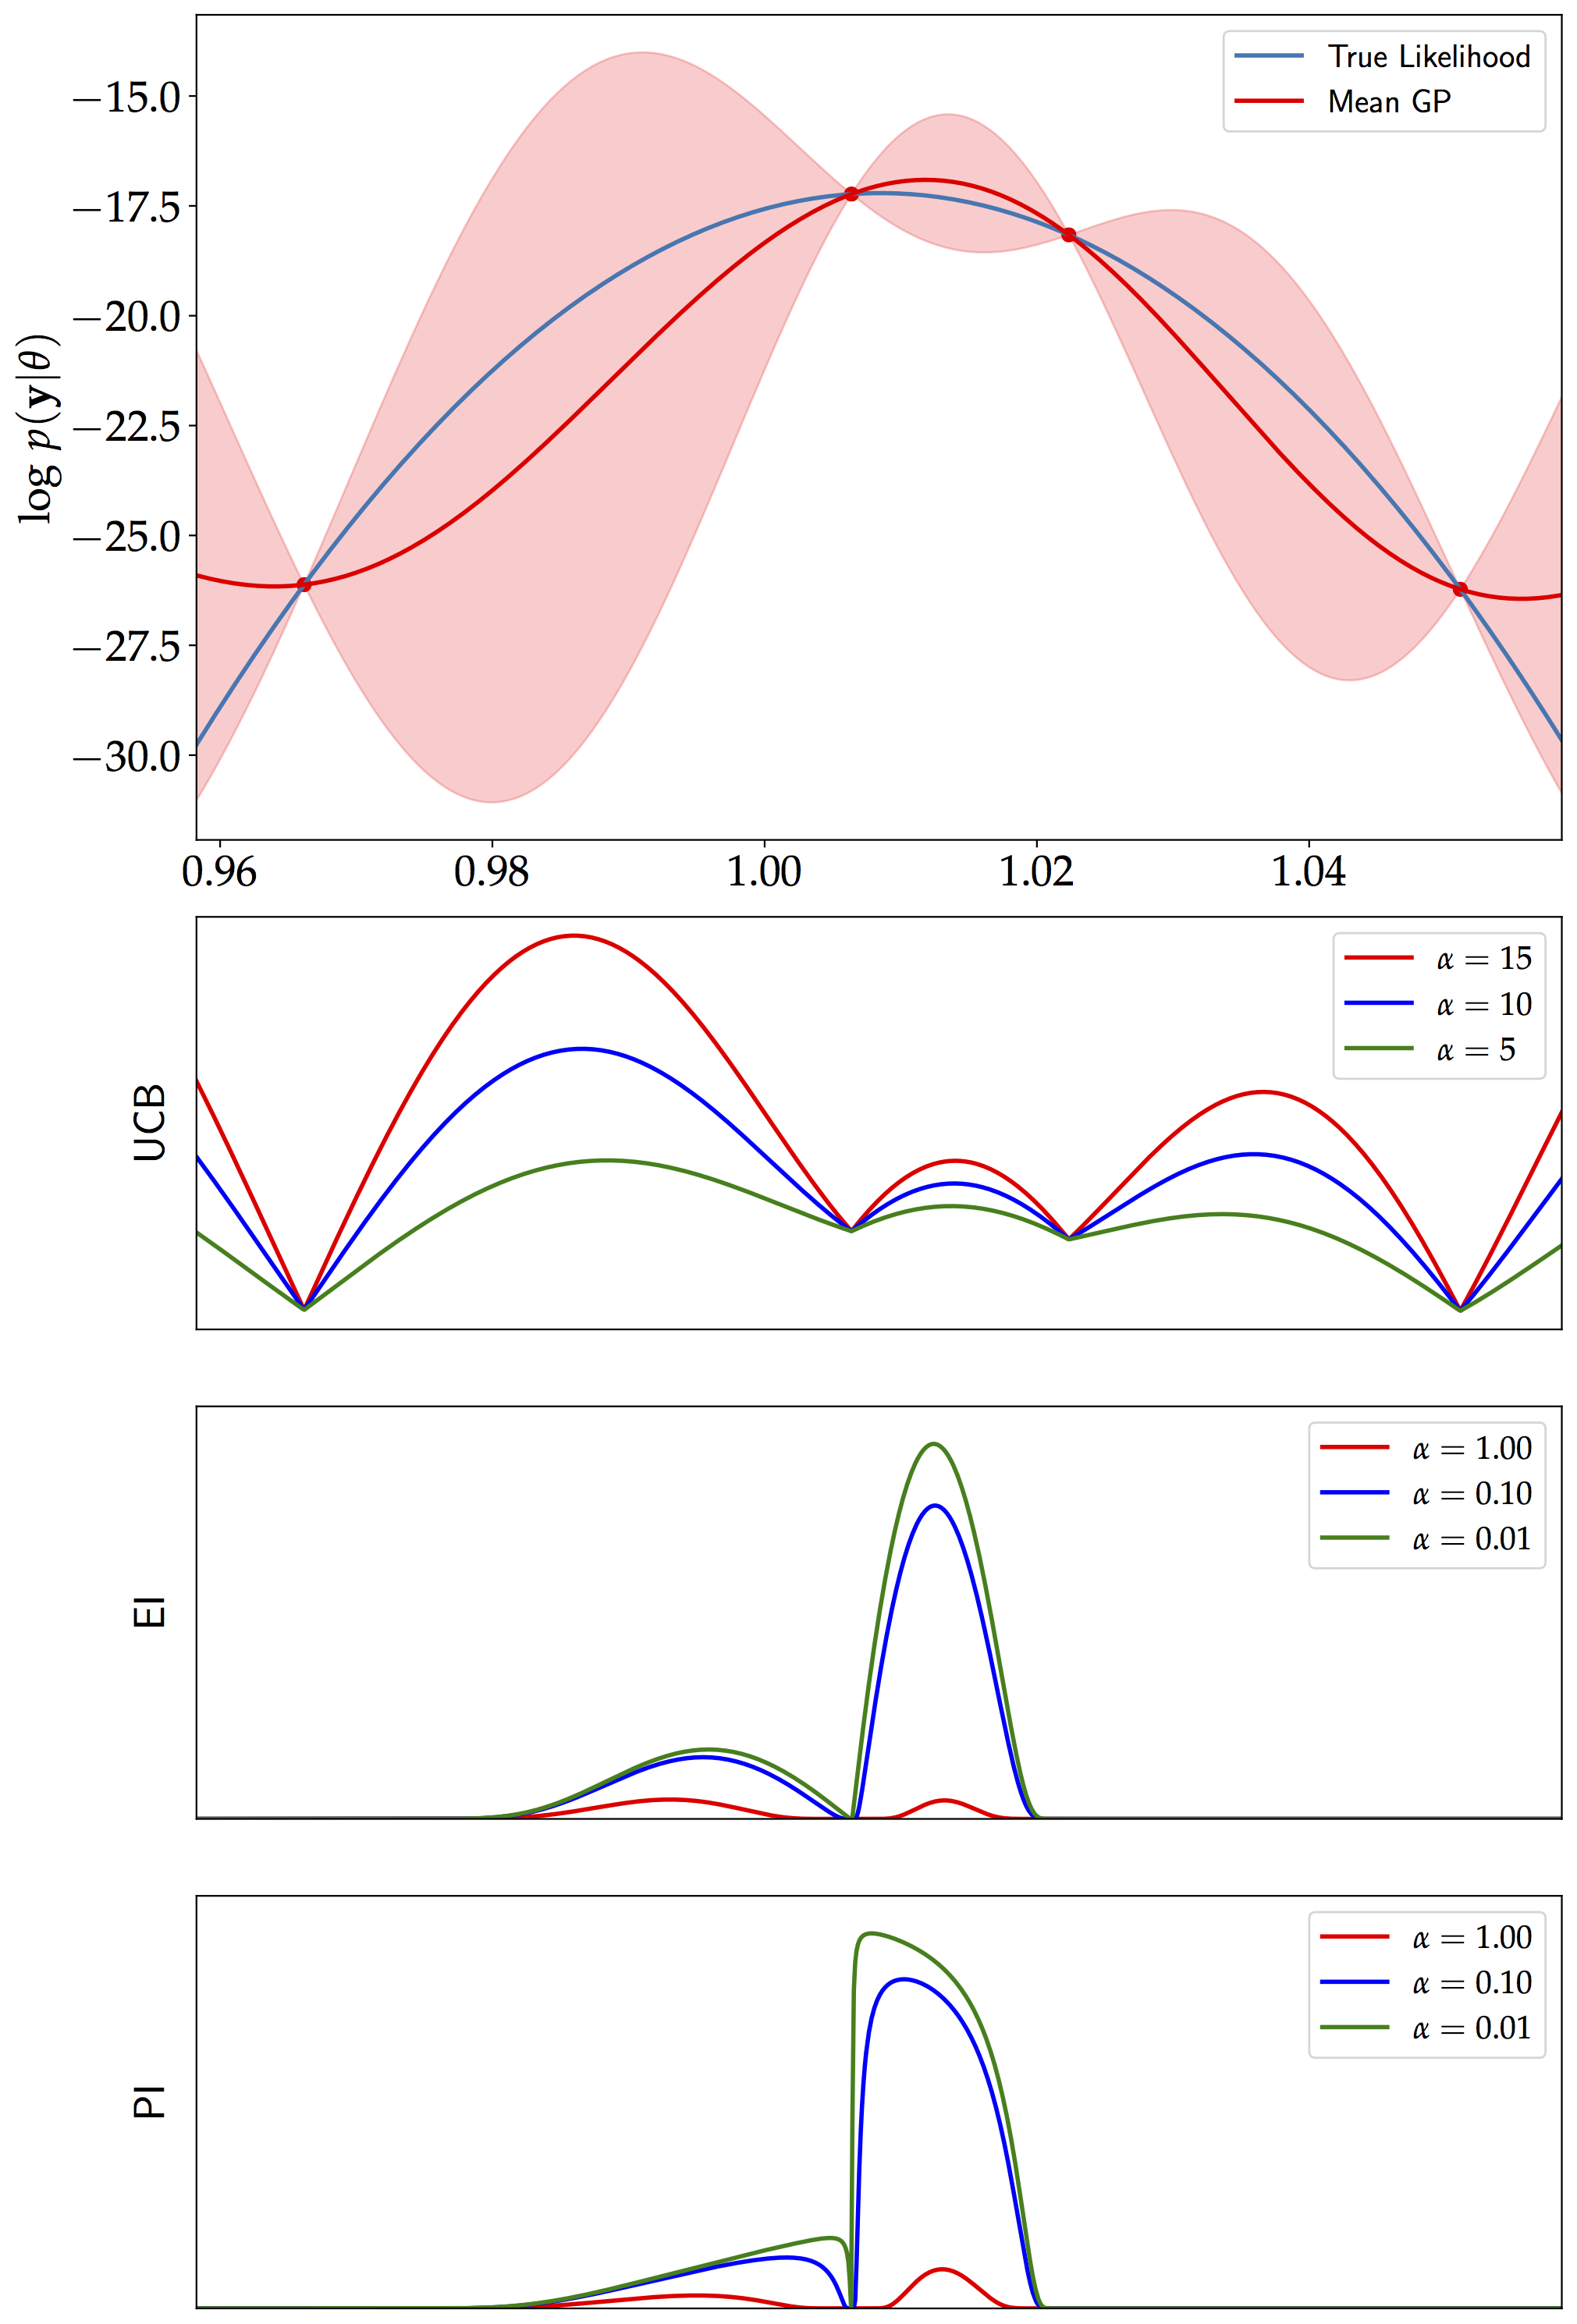 True Likelihood
Mean GP
−15.0
−17.5
−20.0
−22.5
−25.0
−27.5
−30.0
log p(y|θ)
0.96 0.98 1.00 1.02 1.04
α = 15
α = 10
α = 5
UCB
α = 1.00
α = 0.10
α = 0.01
EI
α = 1.00
α = 0.10
α = 0.01
PI